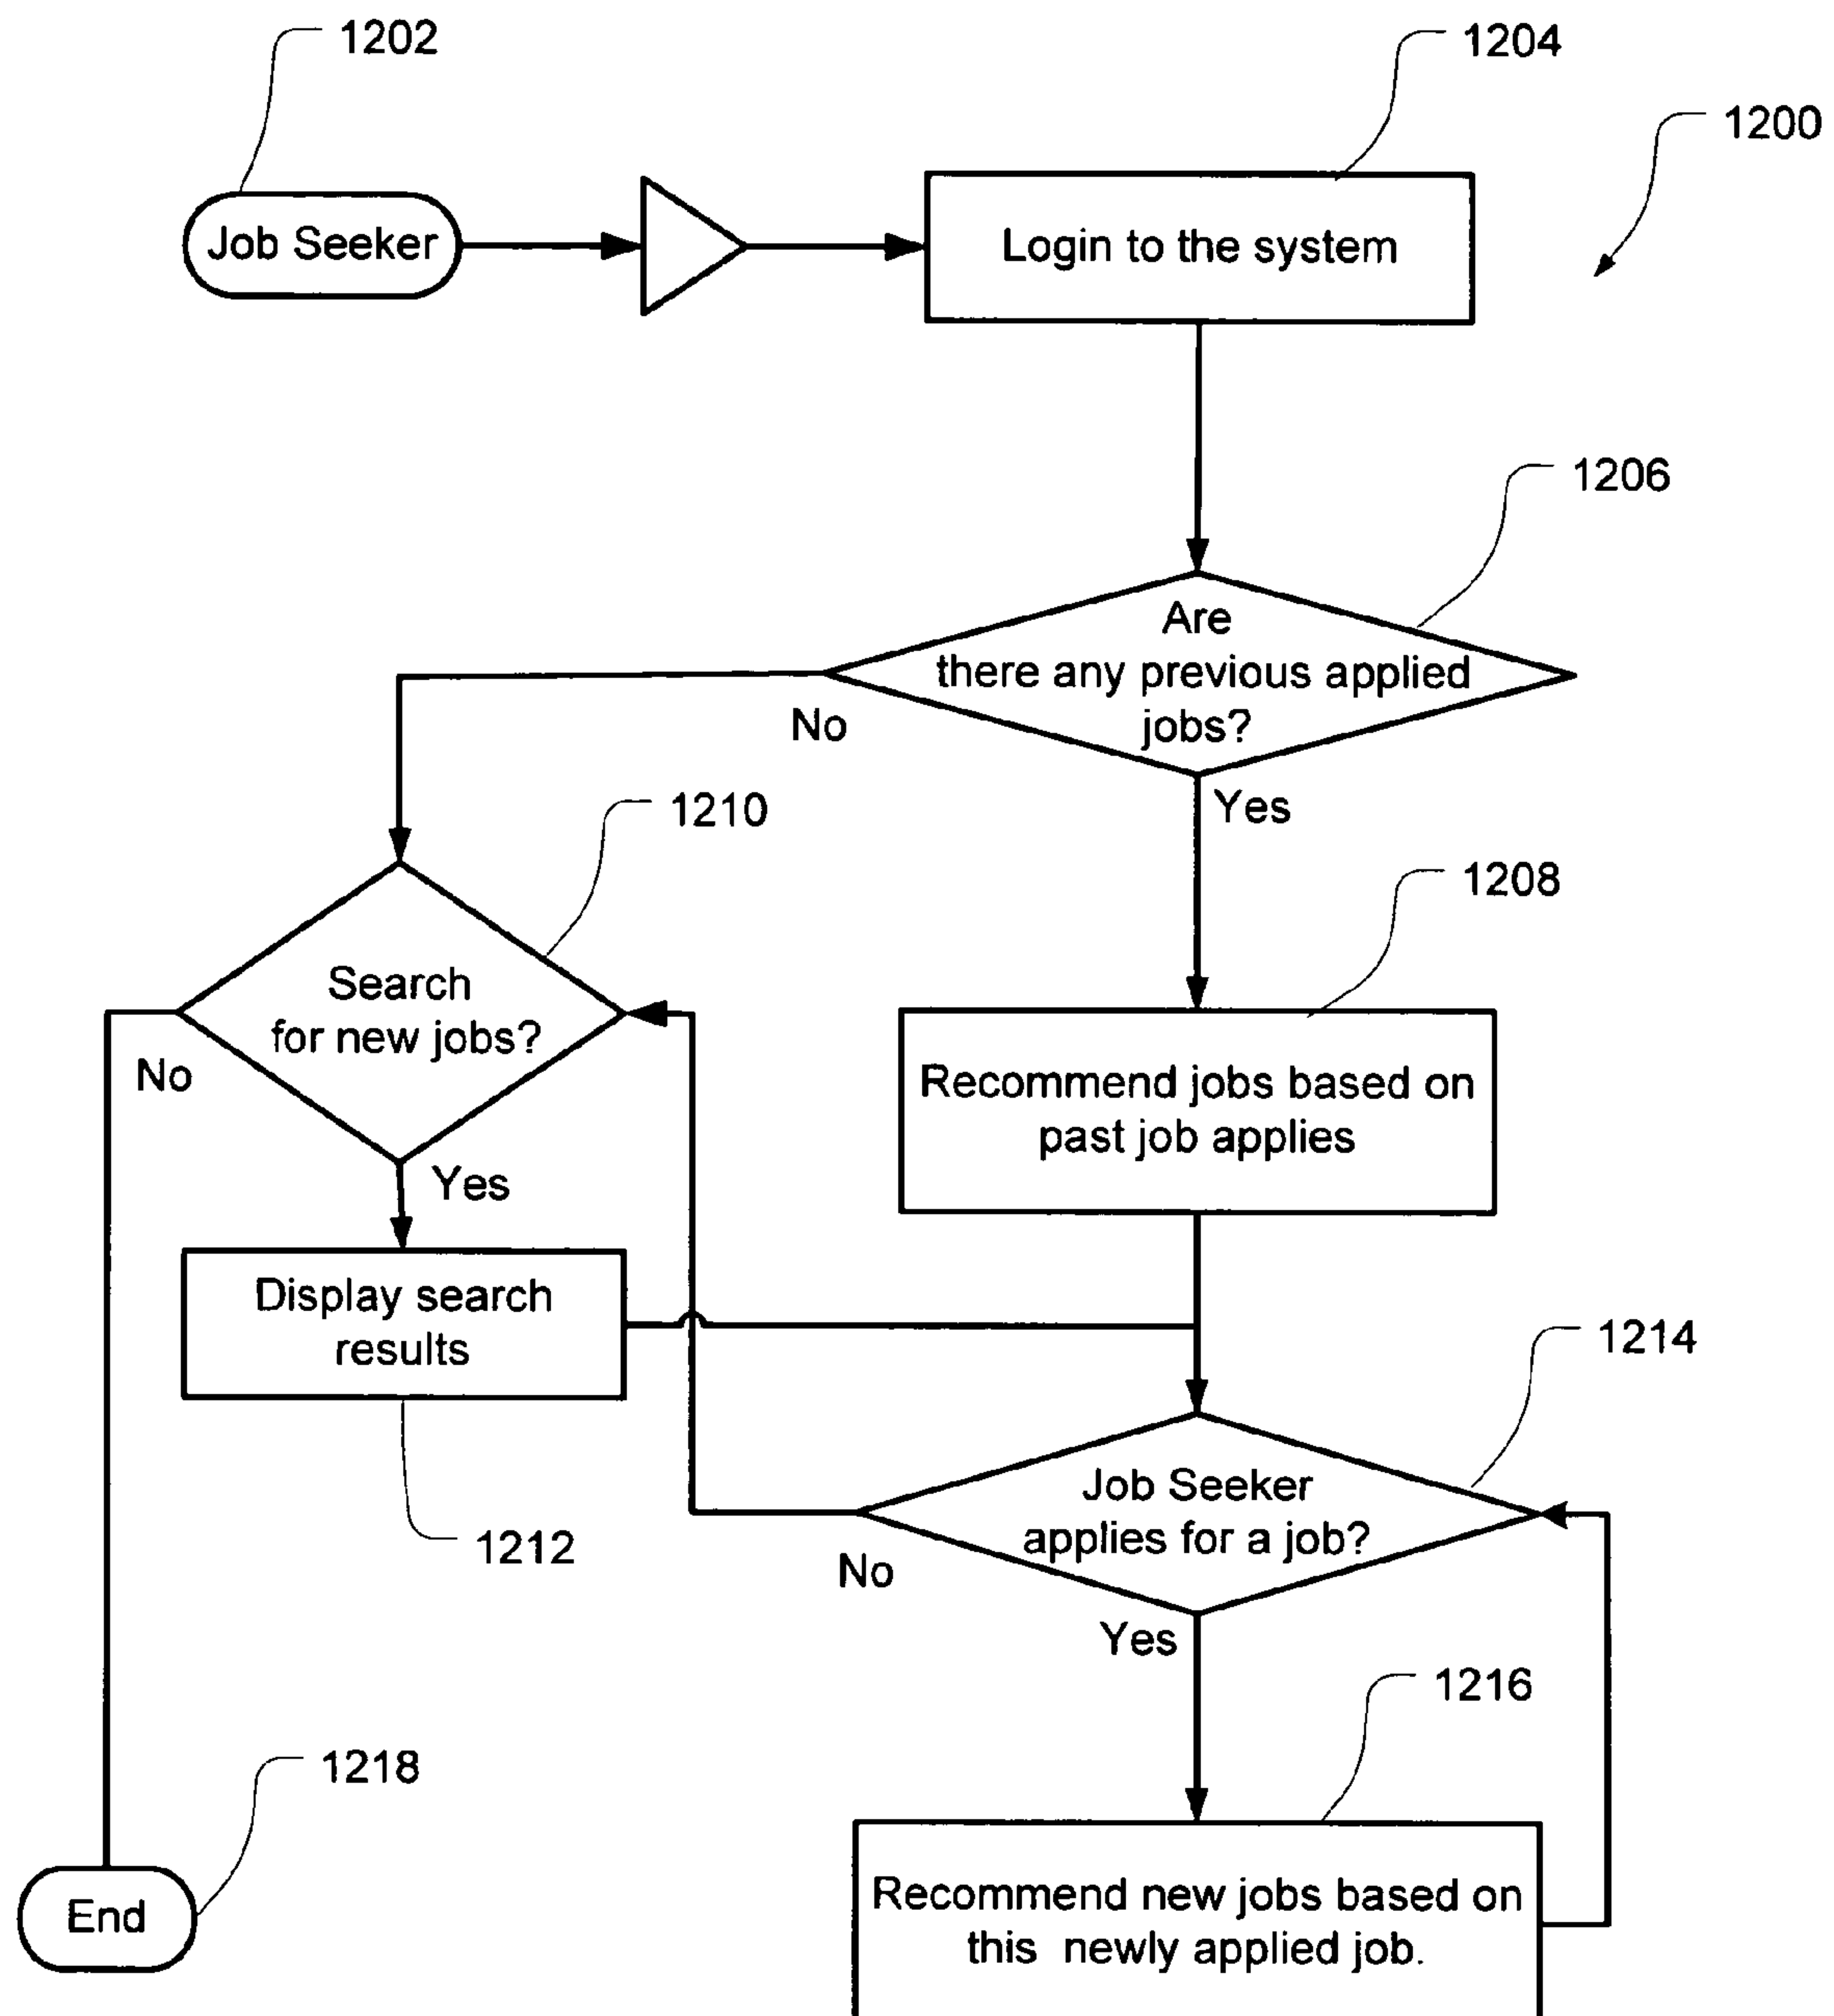 1202
1204
1200
Job Seeker
Login to the system
1206
Are
there any previous applied
jobs?
No
Yes
1210
1208
Search
for new jobs?
No
Recommend jobs based on
past job applies
Yes
Display search
results
1214
Job Seeker
applies for a job?
1212
No
Yes
1216
1218
End
Recommend new jobs based on
this newly applied job.